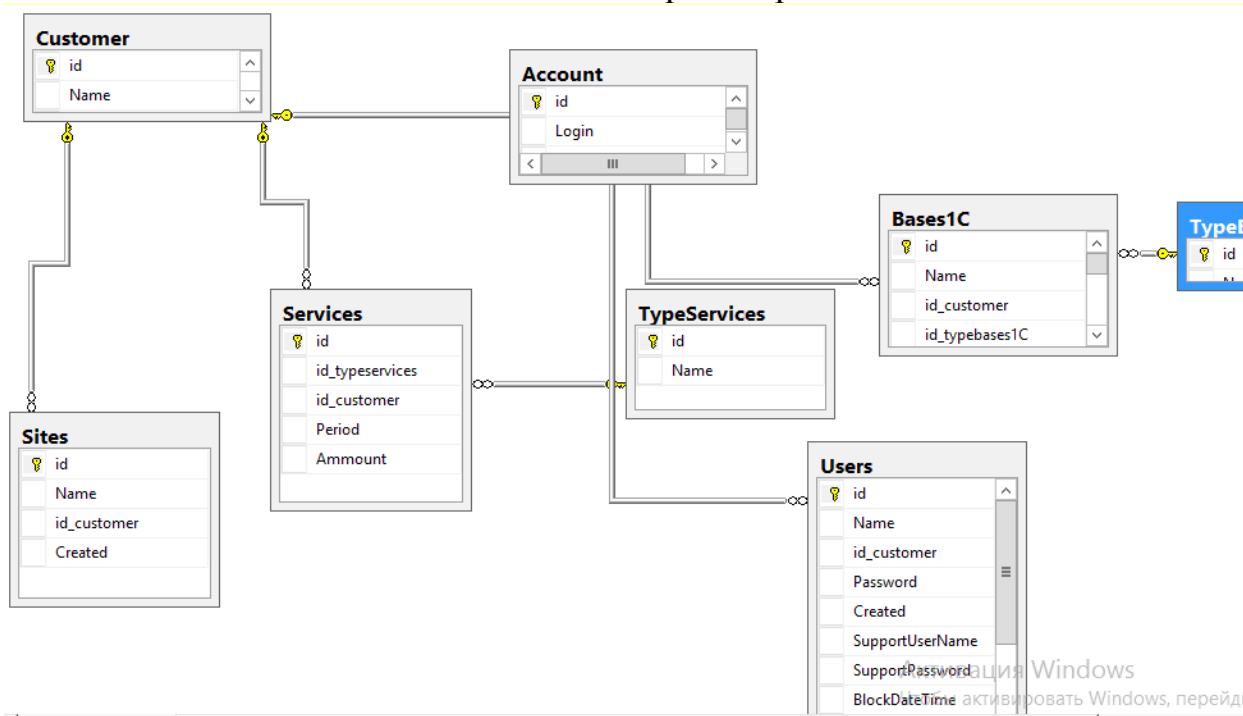 Customer
id
Name
Account
id
Login
Bases1C
id
Name
id_customer
id_typebases1C
id
Services
id
id_typeservices
id_customer
Period
Ammount
TypeServices
id
Name
Sites
id
Name
id_customer
Created
Users
id
Name
id_customer
Password
Created
SupportUserName
SupportPassword
BlockDateTime
Активация Windows
Чтобы активировать Windows, перейд